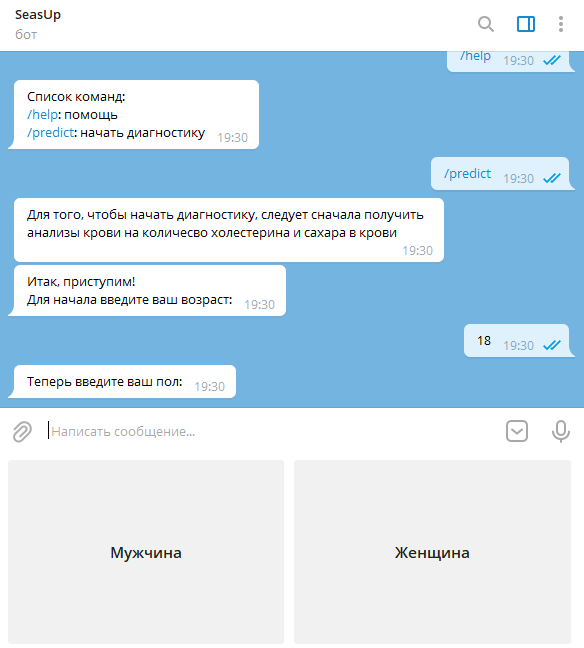 SeasUp
бот
/help 19:30
Список команд:
/help: помощь
/predict: начать диагностику 19:30
/predict 19:30
Для того, чтобы начать диагностику, следует сначала получить
анализы крови на количесво холестерина и сахара в крови
19:30
Итак, приступим!
Для начала введите ваш возраст: 19:30
18 19:30
Теперь введите ваш пол: 19:30
Написать сообщение...
Мужчина Женщина